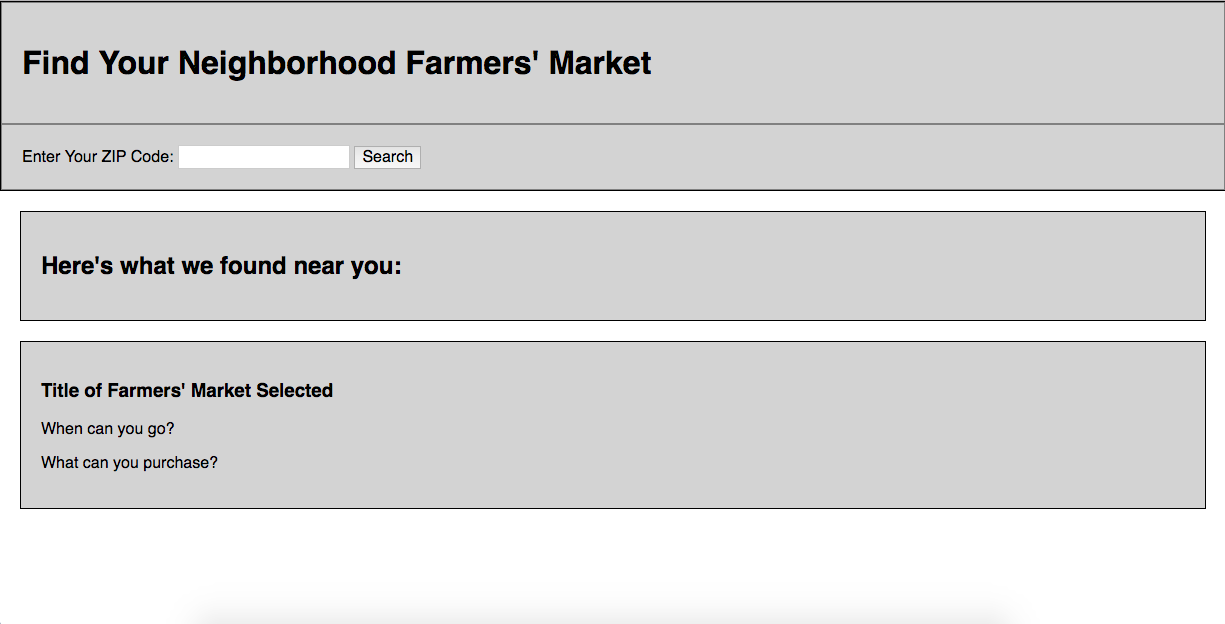 Find Your Neighborhood Farmers' Market
Enter Your ZIP Code: Search
Here's what we found near you:
Title of Farmers' Market Selected
When can you go?
What can you purchase?